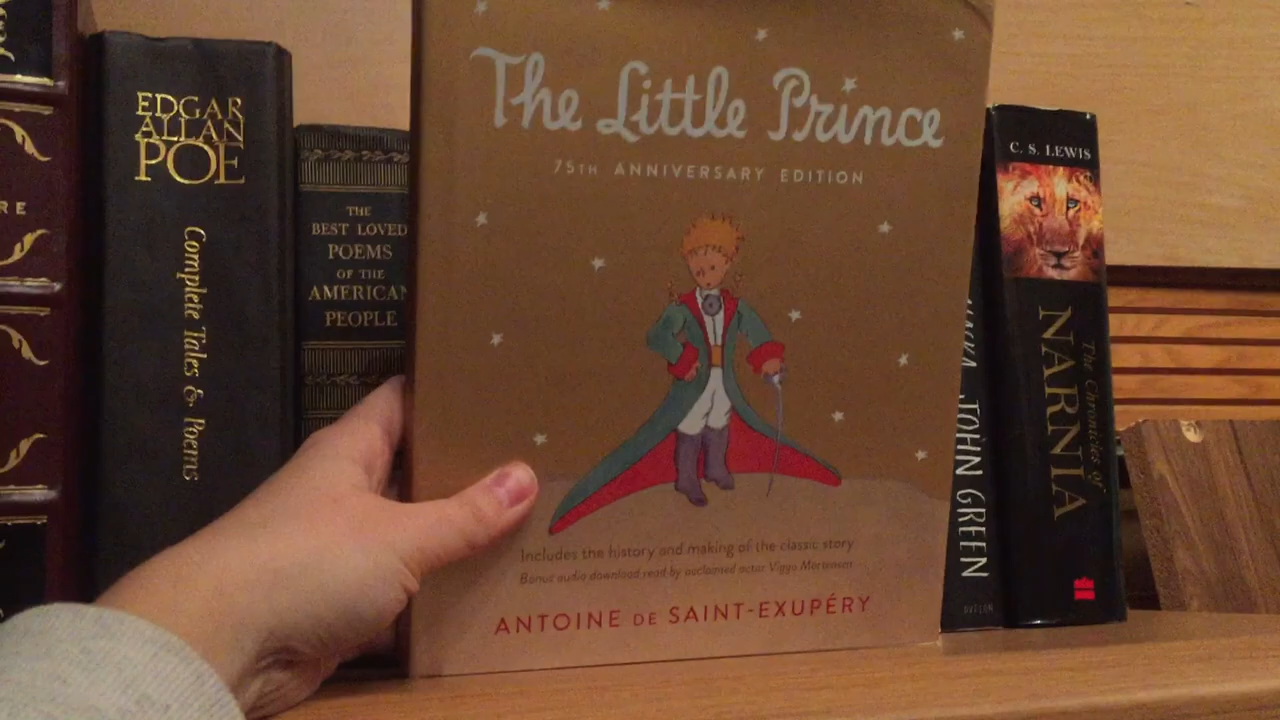 RE
EDGAR
ALLAN
POE
Complete Tales & Poems
THE
BEST LOVED
POEMS
OF THE
AMERICAN
PEOPLE
The Little Prince
75TH ANNIVERSARY EDITION
Includes the history and making of the classic story
Bonus audio download read by acclaimed actor Viggo Mortensen
ANTOINE DE SAINT-EXUPÉRY
JOHN GREEN
C. S. LEWIS
The Chronicles of
NARNIA